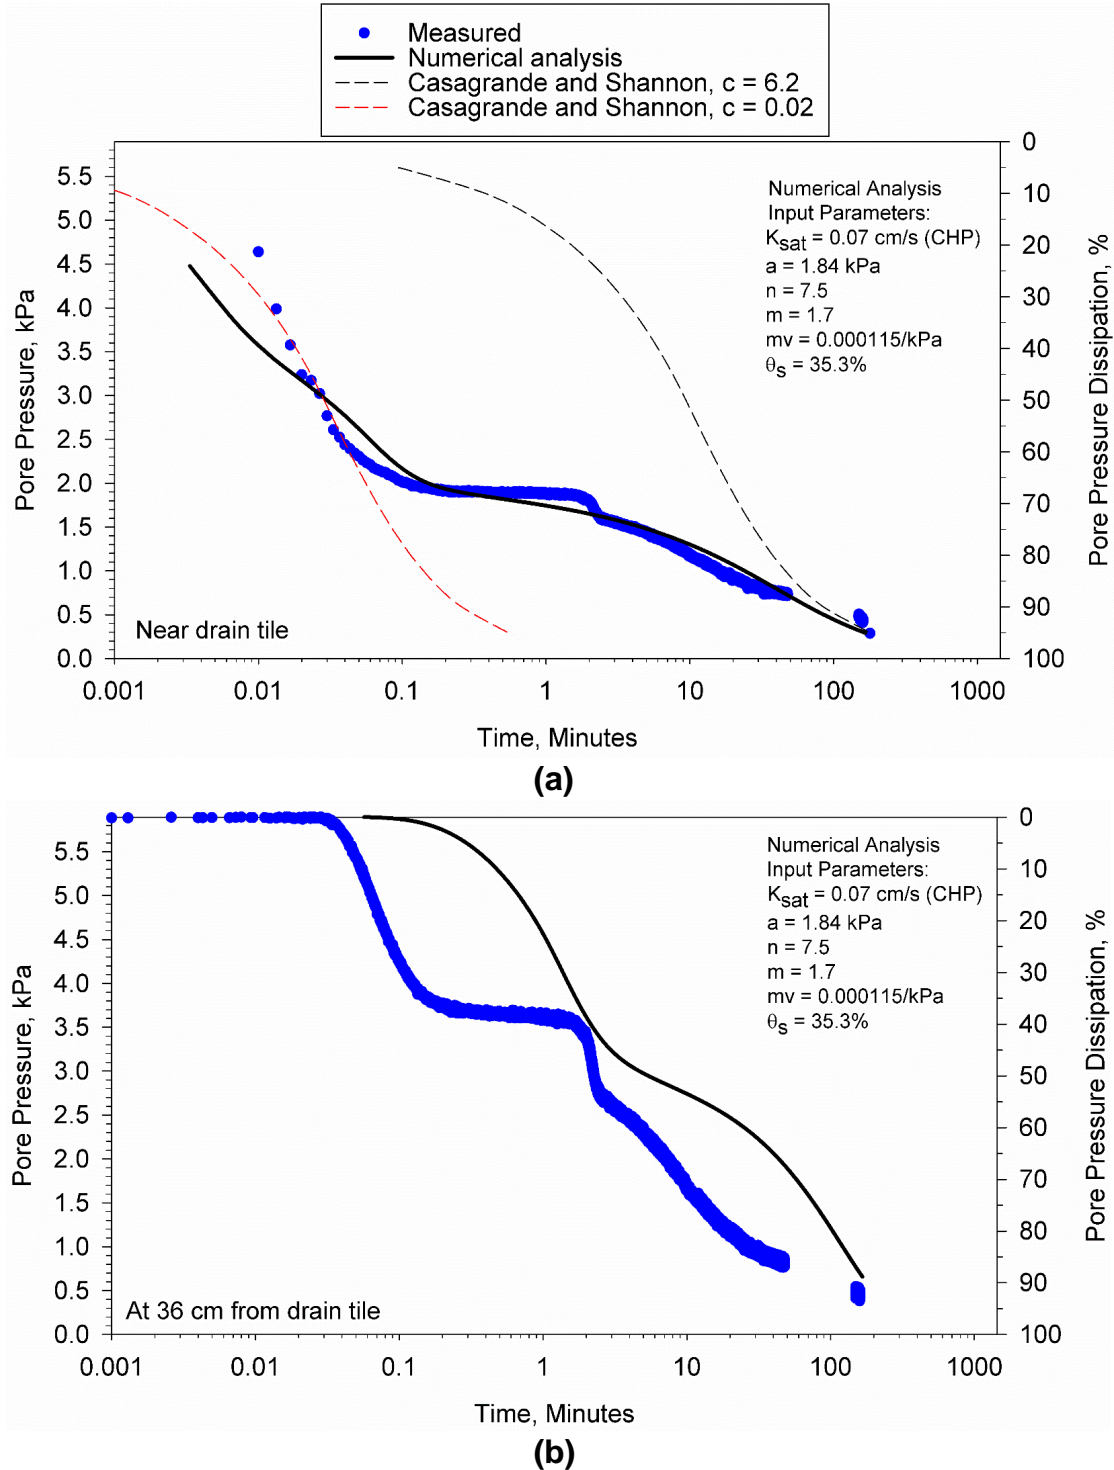 Measured
Numerical analysis
Casagrande and Shannon, c = 6.2
Casagrande and Shannon, c = 0.02
5.5
5.0
4.5
4.0
3.5
3.0
2.5
2.0
1.5
1.0
0.5
0.0
Pore Pressure, kPa
0
10
20
30
40
50
60
70
80
90
100
Pore Pressure Dissipation, %
Numerical Analysis
Input Parameters:
Ksat = 0.07 cm/s (CHP)
a = 1.84 kPa
n = 7.5
m = 1.7
mv = 0.000115/kPa
θs = 35.3%
Near drain tile
0.001 0.01 0.1 1 10 100 1000
Time, Minutes
(a)
5.5
5.0
4.5
4.0
3.5
3.0
2.5
2.0
1.5
1.0
0.5
0.0
Pore Pressure, kPa
0
10
20
30
40
50
60
70
80
90
100
Pore Pressure Dissipation, %
Numerical Analysis
Input Parameters:
Ksat = 0.07 cm/s (CHP)
a = 1.84 kPa
n = 7.5
m = 1.7
mv = 0.000115/kPa
θs = 35.3%
At 36 cm from drain tile
0.001 0.01 0.1 1 10 100 1000
Time, Minutes
(b)